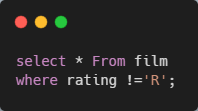 select * From film
where rating !='R';